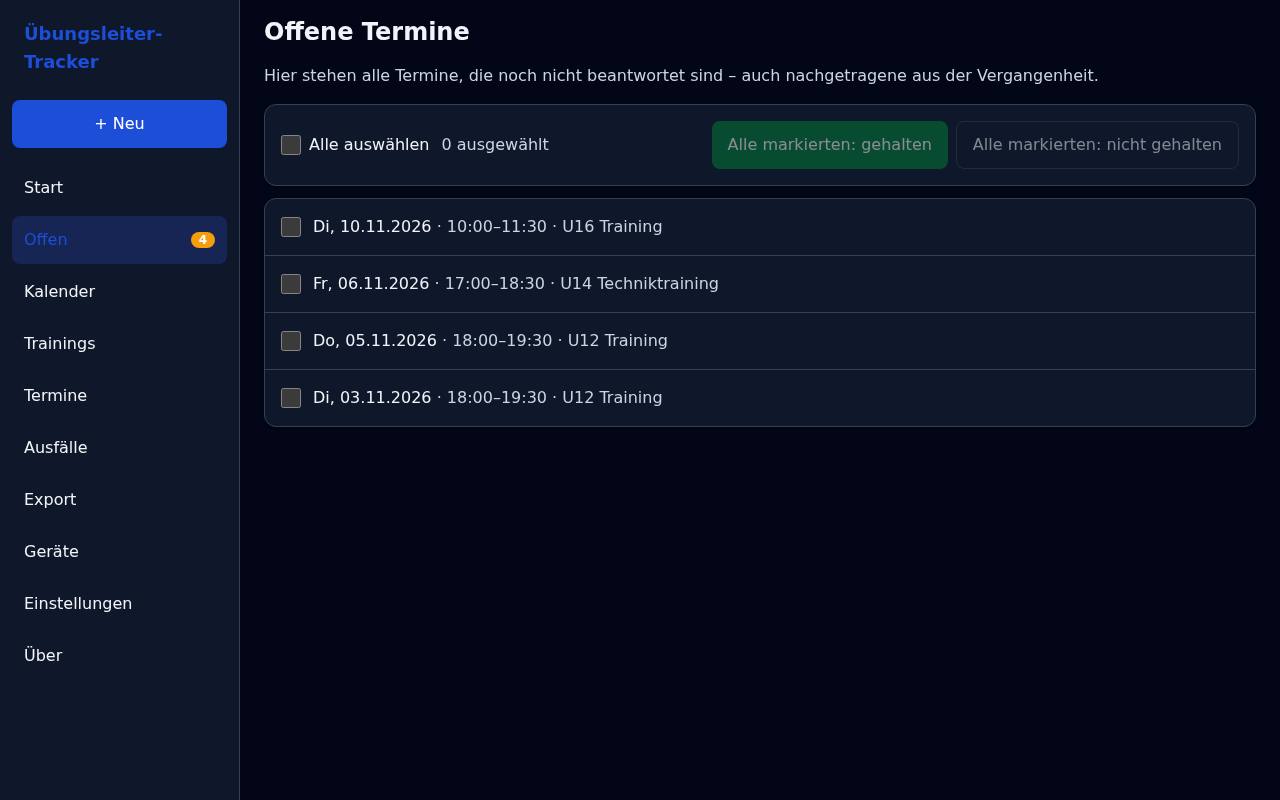 Übungsleiter-
Tracker
+ Neu
Start
Offen 4
Kalender
Trainings
Termine
Ausfälle
Export
Geräte
Einstellungen
Über
Offene Termine
Hier stehen alle Termine, die noch nicht beantwortet sind – auch nachgetragene aus der Vergangenheit.
Alle auswählen 0 ausgewählt Alle markierten: gehalten Alle markierten: nicht gehalten
Di, 10.11.2026 · 10:00–11:30 · U16 Training
Fr, 06.11.2026 · 17:00–18:30 · U14 Techniktraining
Do, 05.11.2026 · 18:00–19:30 · U12 Training
Di, 03.11.2026 · 18:00–19:30 · U12 Training